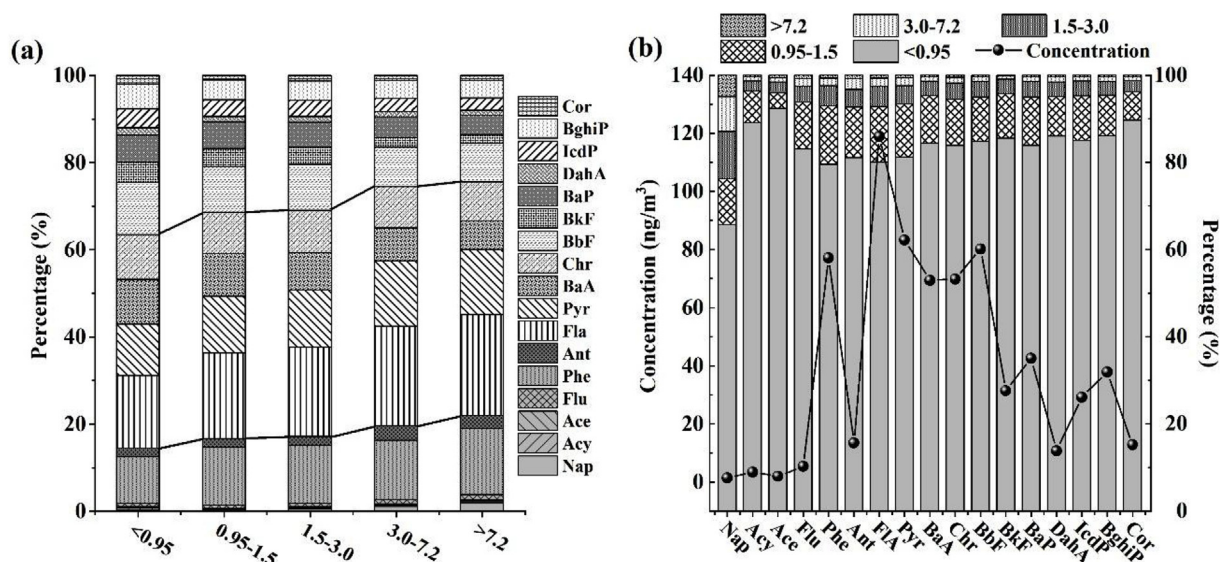 (a)
100
80
60
40
20
0
Percentage (%)
<0.95
0.95-1.5
1.5-3.0
3.0-7.2
>7.2
Cor
BghiP
IcdP
DahA
BaP
BkF
BbF
Chr
BaA
Pyr
Fla
Ant
Phe
Flu
Ace
Acy
Nap
(b)
>7.2 3.0-7.2 1.5-3.0
0.95-1.5 <0.95 Concentration
140
120
100
80
60
40
20
0
Concentration (ng/m³)
100
80
60
40
20
0
Percentage (%)
Nap
Acy
Ace
Flu
Phe
Ant
FlA
Pyr
BaA
Chr
BbF
BkF
BaP
DahA
IcdP
BghiP
Cor